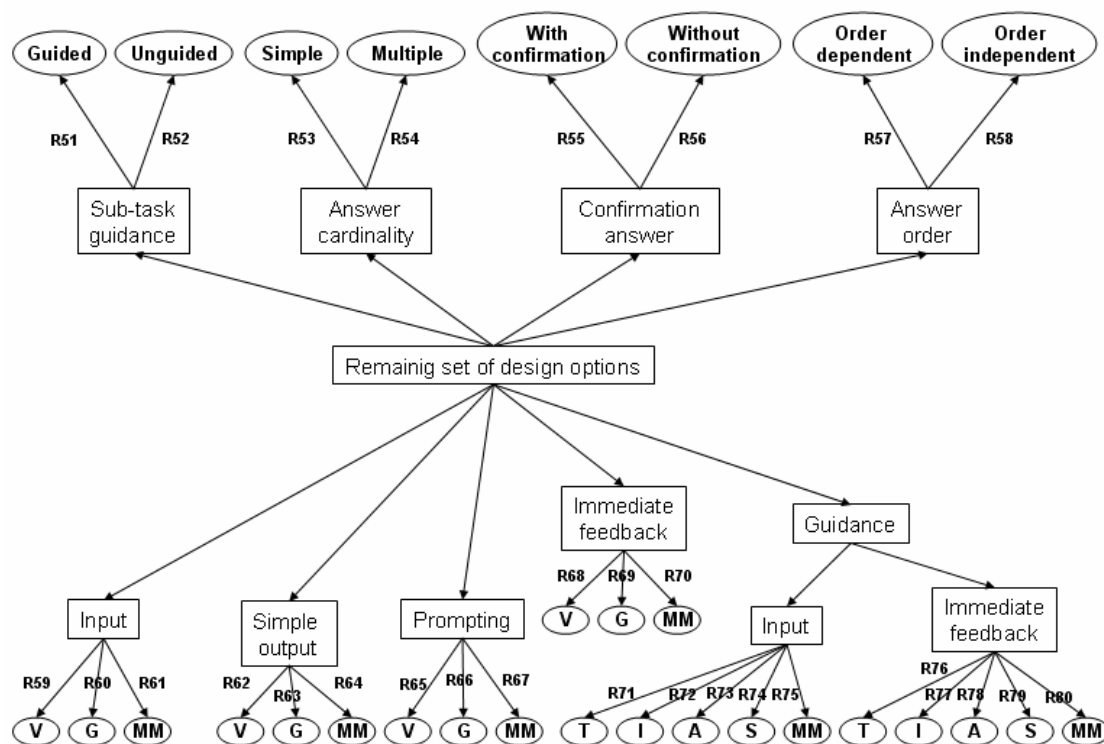 Guided
Unguided
Simple
Multiple
With
confirmation
Without
confirmation
Order
dependent
Order
independent
R51
R52
R53
R54
R55
R56
R57
R58
Sub-task
guidance
Answer
cardinality
Confirmation
answer
Answer
order
Remainig set of design options
Immediate
feedback
Guidance
R68
R69
R70
V
G
MM
Input
Simple
output
Prompting
Input
Immediate
feedback
R59
R60
R61
R62
R63
R64
R65
R66
R67
R71
R72
R73
R74
R75
R76
R77
R78
R79
R80
V
G
MM
V
G
MM
V
G
MM
T
I
A
S
MM
T
I
A
S
MM